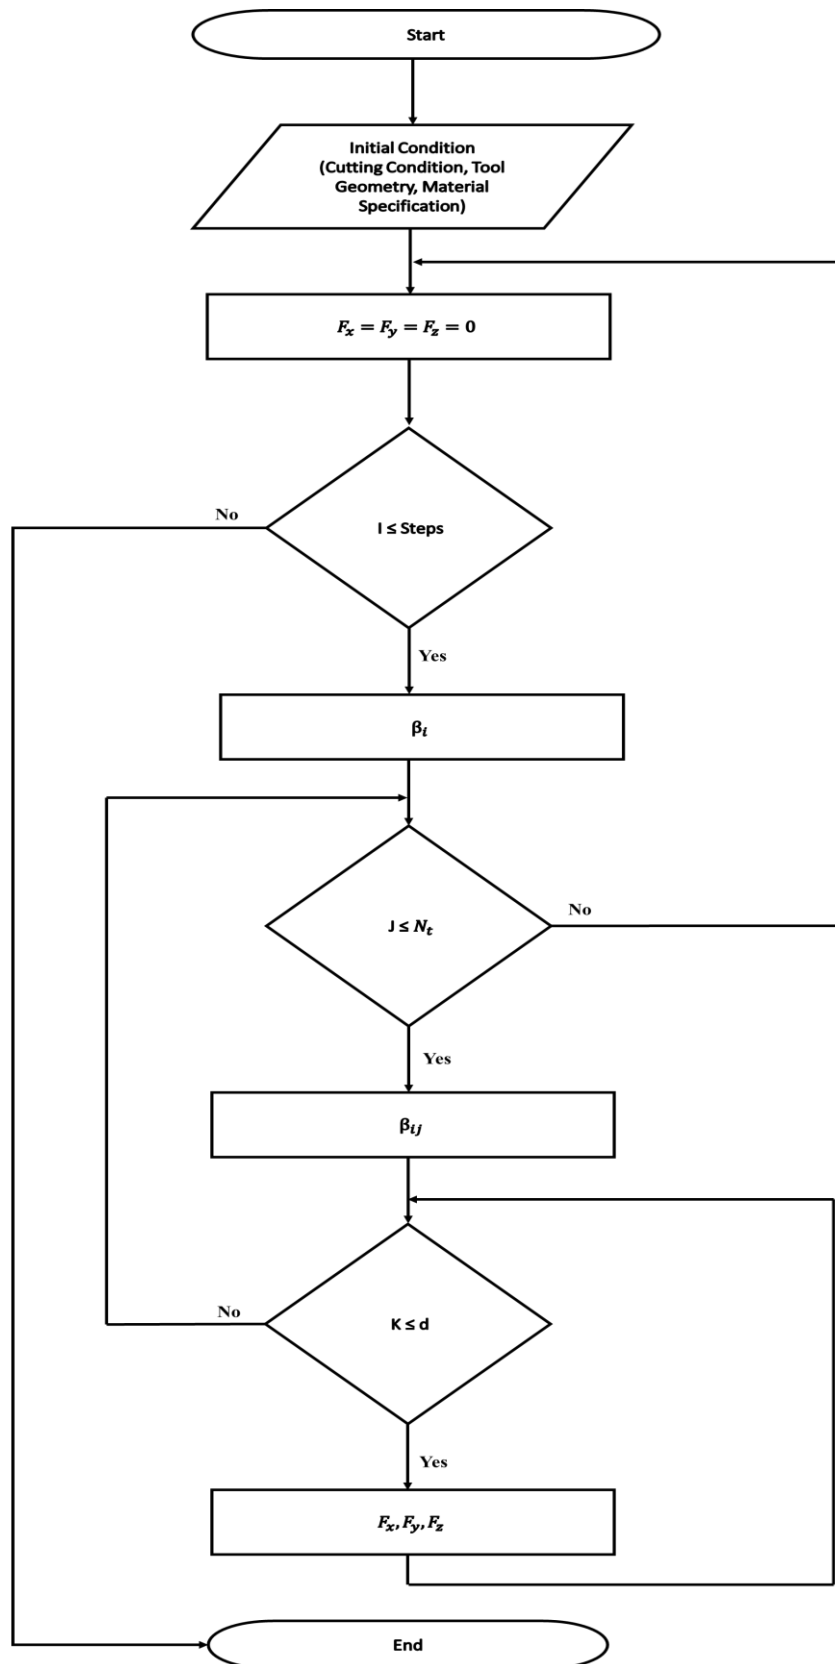 Start
Initial Condition
(Cutting Condition, Tool
Geometry, Material
Specification)
F_x = F_y = F_z = 0
No
I ≤ Steps
Yes
β_i
J ≤ N_t
No
Yes
β_ij
No
K ≤ d
Yes
F_x, F_y, F_z
End